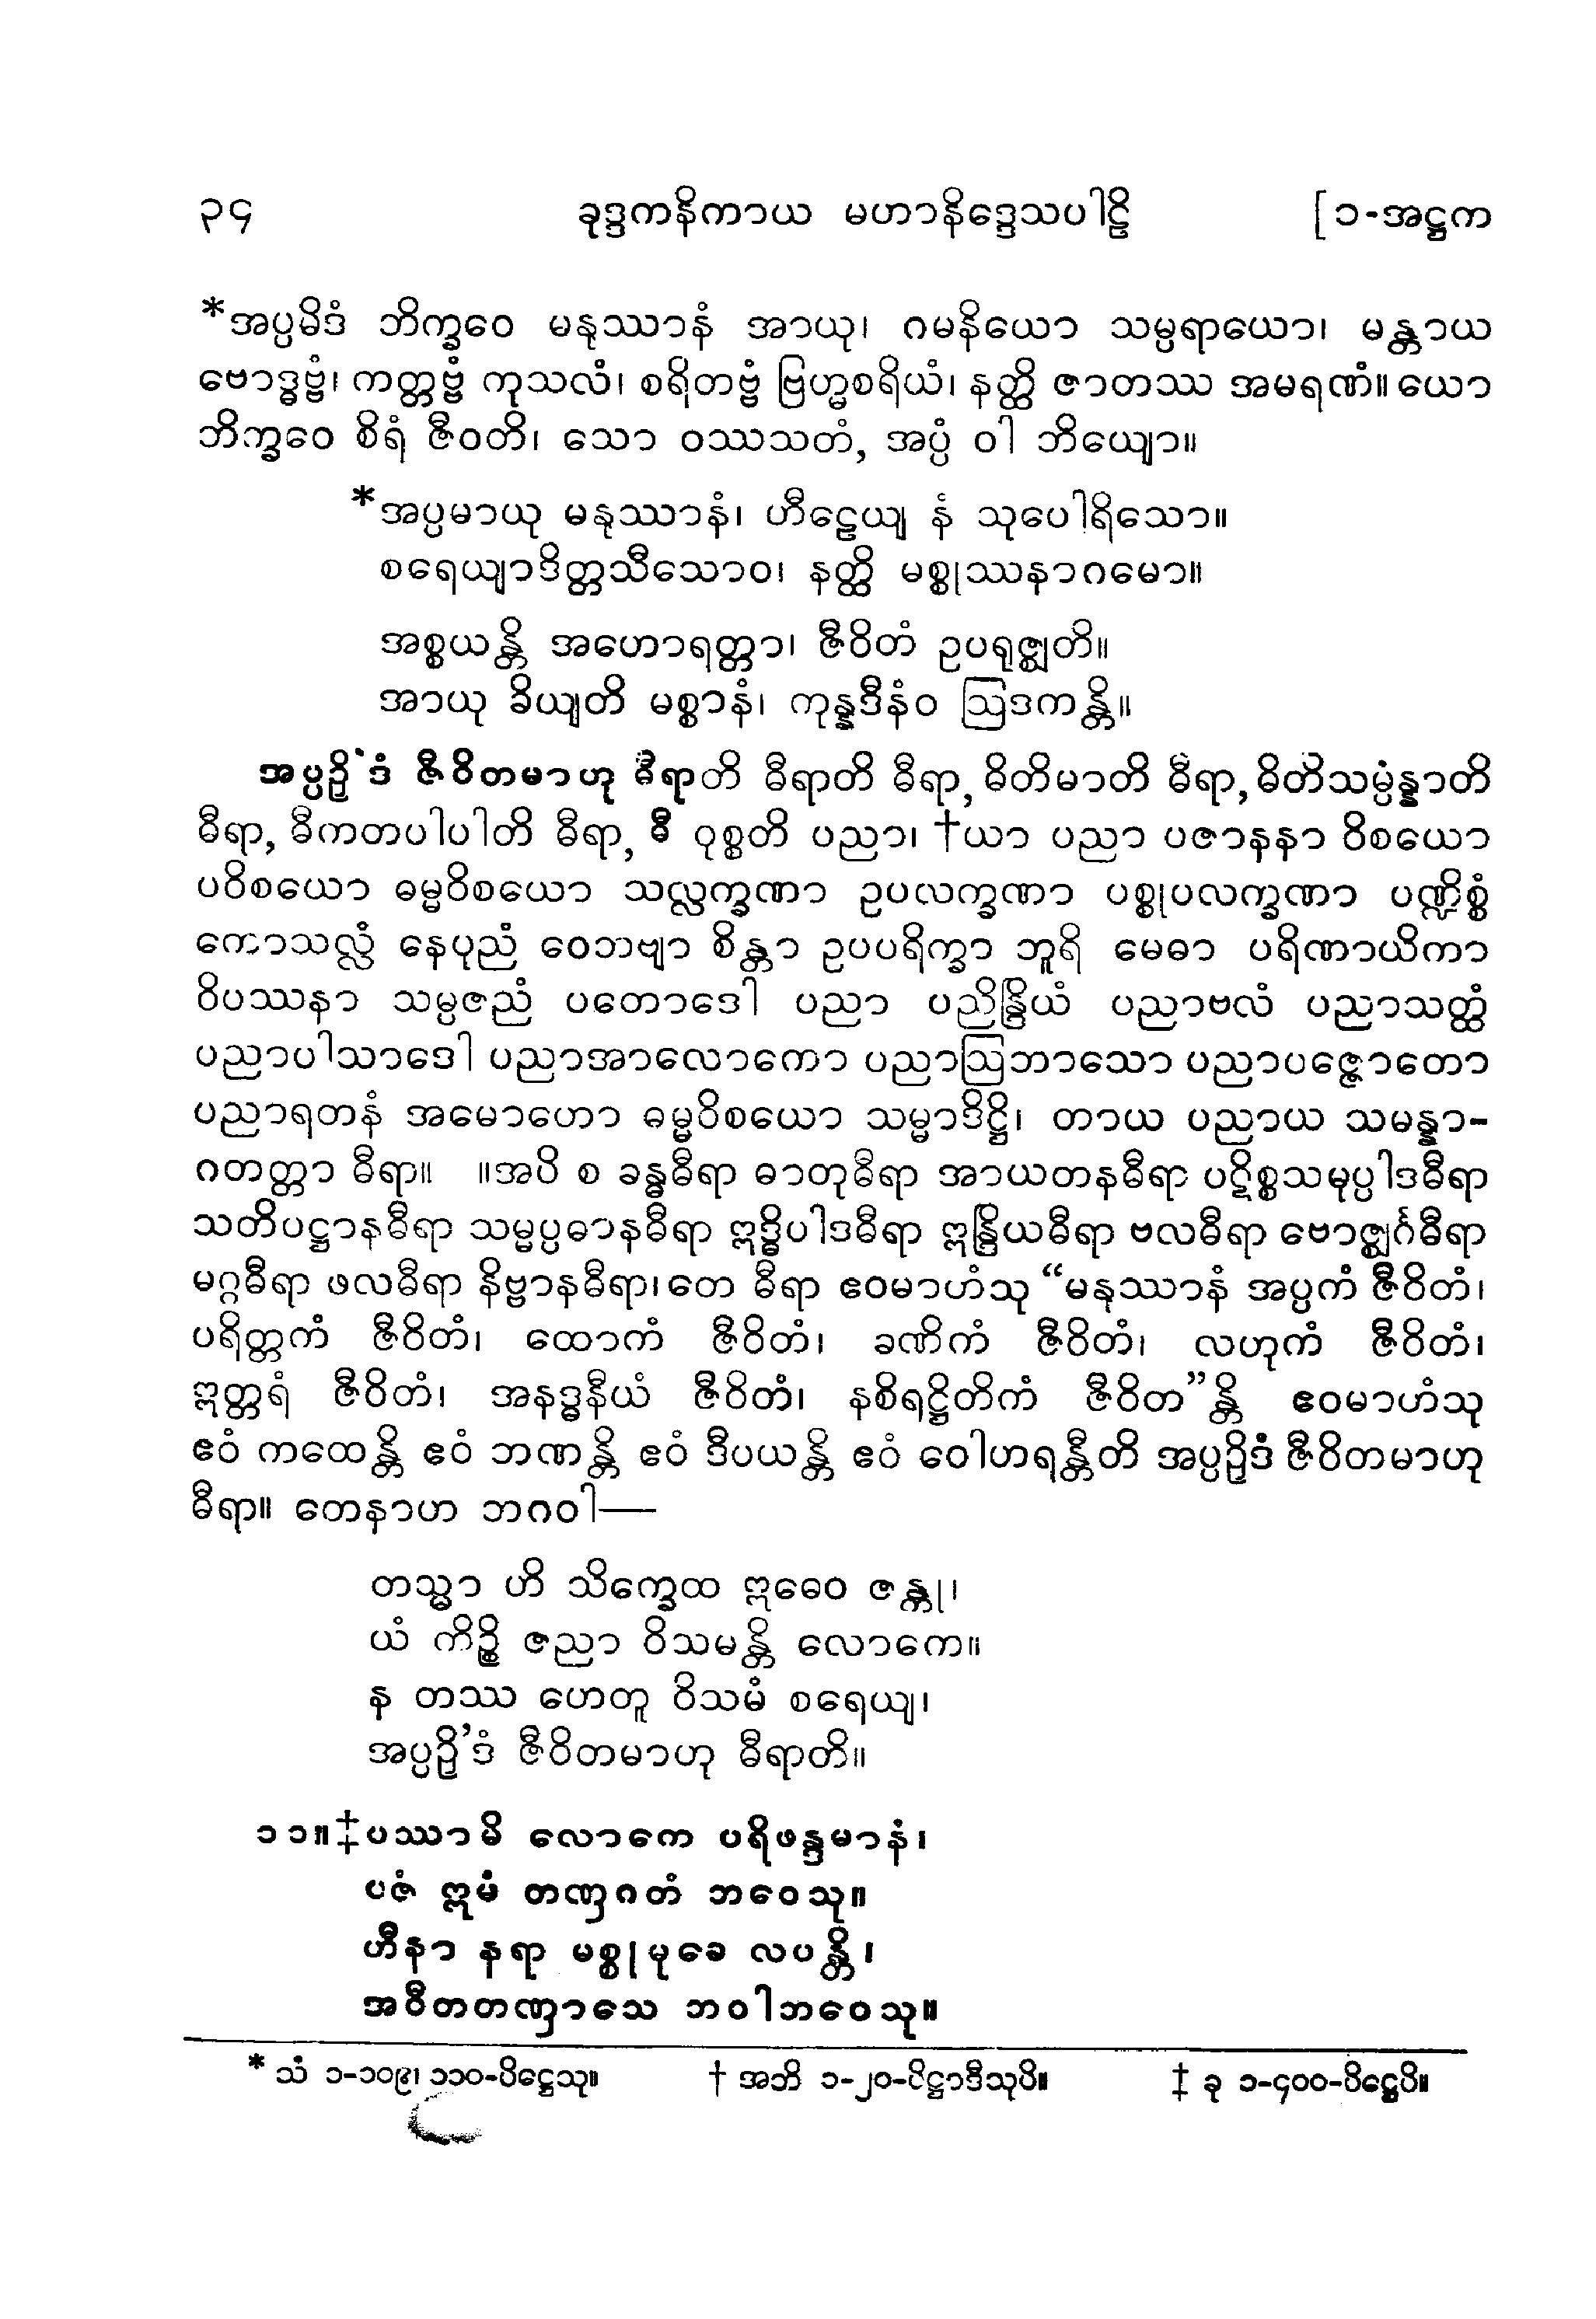 ၃၄ ခုဒ္ဒကနိကာယ မဟာနိဒ္ဒေသပါဠိ [၁-အဋ္ဌက
*အပ္ပမိဒံ ဘိက္ခဝေ မနုဿာနံ အာယု၊ ဂမနိယော သမ္ပရာယော၊ မန္တာယ
ဗောဒ္ဓဗ္ဗံ၊ ကတ္တဗ္ဗံ ကုသလံ၊ စရိတဗ္ဗံ ဗြဟ္မစရိယံ၊ နတ္ထိ ဇာတဿ အမရဏံ။ ယော
ဘိက္ခဝေ စိရံ ဇီဝတိ၊ သော ဝဿသတံ, အပ္ပံ ဝါ ဘိယျော။
*အပ္ပမာယု မနုဿာနံ၊ ဟီဠေယျ နံ သုပေါရိသော။
စရေယျာဒိတ္တသီသောဝ၊ နတ္ထိ မစ္စုဿနာဂမော။
အစ္စယန္တိ အဟောရတ္တာ၊ ဇီဝိတံ ဥပရုဇ္ဈတိ။
အာယု ခိယျတိ မစ္စာနံ၊ ကုန္နဒီနံဝ ဩဒကန္တိ။
အပ္ပဉှိ'ဒံ ဇီဝိတမာဟု ဓီရာတိ ဓီရာတိ ဓီရာ, ဓိတိမာတိ ဓီရာ, ဓိတိသမ္ပန္နာတိ
ဓီရာ, ဓီကတပါပါတိ ဓီရာ, ဓီ ဝုစ္စတိ ပညာ၊ †ယာ ပညာ ပဇာနနာ ဝိစယော
ပဝိစယော ဓမ္မဝိစယော သလ္လက္ခဏာ ဥပလက္ခဏာ ပစ္စုပလက္ခဏာ ပဏ္ဍိစ္စံ
ကောသလ္လံ နေပုညံ ဝေဘဗျာ စိန္တာ ဥပပရိက္ခာ ဘူရိ မေဓာ ပရိဏာယိကာ
ဝိပဿနာ သမ္ပဇညံ ပတောဒေါ ပညာ ပညိန္ဒြိယံ ပညာဗလံ ပညာသတ္ထံ
ပညာပါသာဒေါ ပညာအာလောကော ပညာဩဘာသော ပညာပဇ္ဇောတော
ပညာရတနံ အမောဟော ဓမ္မဝိစယော သမ္မာဒိဋ္ဌိ၊ တာယ ပညာယ သမန္နာ-
ဂတတ္တာ ဓီရာ။ ။အပိ စ ခန္ဓဓီရာ ဓာတုဓီရာ အာယတနဓီရာ ပဋိစ္စသမုပ္ပါဒဓီရာ
သတိပဋ္ဌာနဓီရာ သမ္မပ္ပဓာနဓီရာ ဣဒ္ဓိပါဒဓီရာ ဣန္ဒြိယဓီရာ ဗလဓီရာ ဗောဇ္ဈင်္ဂဓီရာ
မဂ္ဂဓီရာ ဖလဓီရာ နိဗ္ဗာနဓီရာ၊ တေ ဓီရာ ဧဝမာဟံသု “မနုဿာနံ အပ္ပကံ ဇီဝိတံ၊
ပရိတ္တကံ ဇီဝိတံ၊ ထောကံ ဇီဝိတံ၊ ခဏိကံ ဇီဝိတံ၊ လဟုကံ ဇီဝိတံ၊
ဣတ္တရံ ဇီဝိတံ၊ အနဒ္ဓနီယံ ဇီဝိတံ၊ နစိရဋ္ဌိတိကံ ဇီဝိတ”န္တိ ဧဝမာဟံသု
ဧဝံ ကထေန္တိ ဧဝံ ဘဏန္တိ ဧဝံ ဒီပယန္တိ ဧဝံ ဝေါဟရန္တီတိ အပ္ပဉှိဒံ ဇီဝိတမာဟု
ဓီရာ။ တေနာဟ ဘဂဝါ—
တသ္မာ ဟိ သိက္ခေထ ဣဓေဝ ဇန္တု၊
ယံ ကိဉ္စိ ဇညာ ဝိသမန္တိ လောကေ။
န တဿ ဟေတူ ဝိသမံ စရေယျ၊
အပ္ပဉှိ'ဒံ ဇီဝိတမာဟု ဓီရာတိ။
၁၁။‡ပဿာမိ လောကေ ပရိဖန္ဒမာနံ၊
ပဇံ ဣမံ တဏှဂတံ ဘဝေသု။
ဟီနာ နရာ မစ္စုမုခေ လပန္တိ၊
အဝီတတဏှာသေ ဘဝါဘဝေသု။
* သံ ၁-၁၀၉၊ ၁၁၀-ပိဋ္ဌေသု။ † အဘိ ၁-၂၀-ပိဋ္ဌာဒီသုပိ။ ‡ ခု ၁-၄၀၀-ပိဋ္ဌေပိ။